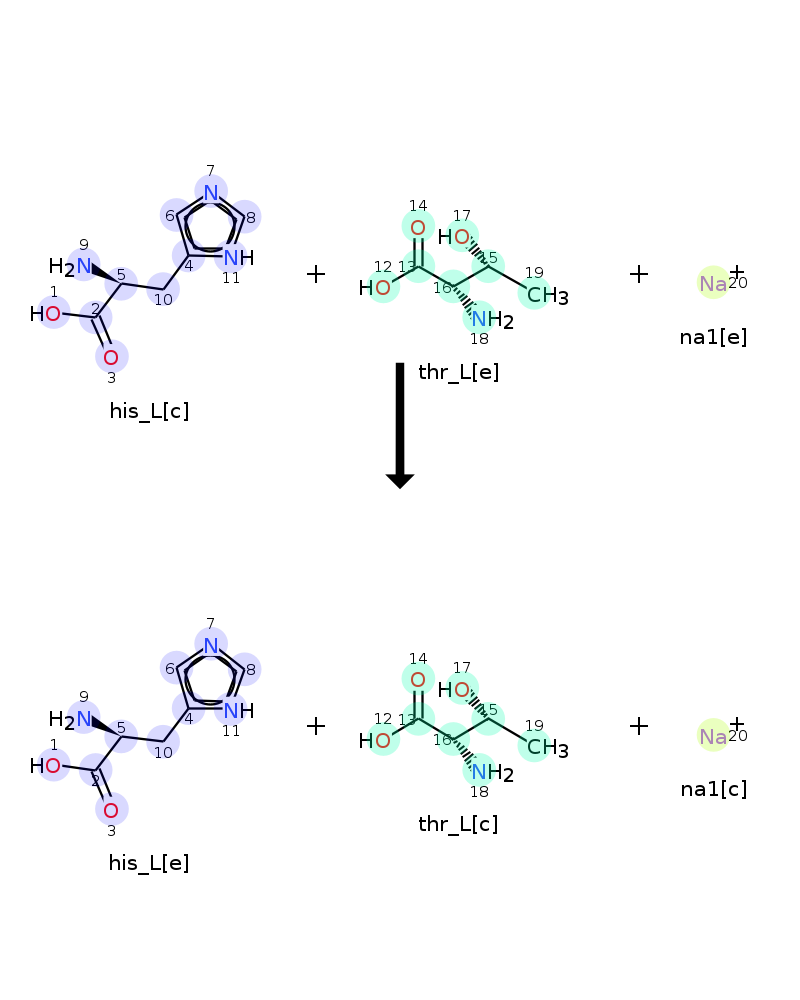 7
6 8
9
H2N 5 4 NH
1 10 11
HO 2
O
3
his_L[c]
+
14
O 17
HO
12 13 15 19
HO 16 CH3
NH2
18
thr_L[e]
+
Na+
20
na1[e]
7
N
6 8
9
H2N 5 4 NH
1 10 11
HO 2
O
3
his_L[e]
+
14
O 17
HO
12 13 15 19
HO 16 CH3
NH2
18
thr_L[c]
+
Na+
20
na1[c]